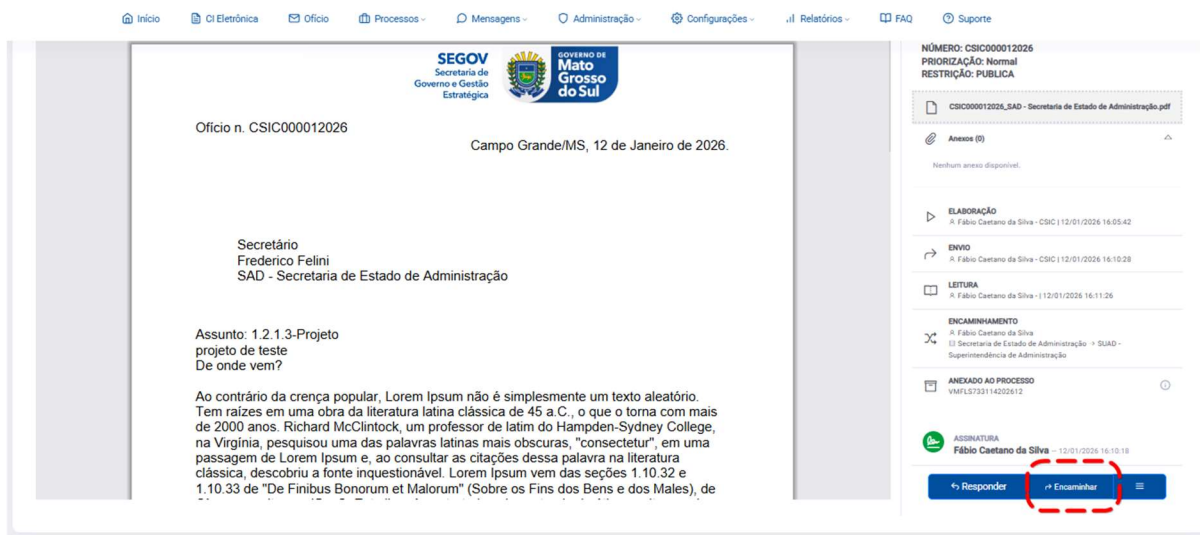 Início CI Eletrônica Ofício Processos Mensagens Administração Configurações Relatórios FAQ Suporte
SEGOV
Secretaria de
Governo e Gestão
Estratégica
GOVERNO DE
Mato
Grosso
do Sul
Ofício n. CSIC000012026
Campo Grande/MS, 12 de Janeiro de 2026.
Secretário
Frederico Felini
SAD - Secretaria de Estado de Administração
Assunto: 1.2.1.3-Projeto
projeto de teste
De onde vem?
Ao contrário da crença popular, Lorem Ipsum não é simplesmente um texto aleatório.
Tem raízes em uma obra da literatura latina clássica de 45 a.C., o que o torna com mais
de 2000 anos. Richard McClintock, um professor de latim do Hampden-Sydney College,
na Virgínia, pesquisou uma das palavras latinas mais obscuras, "consectetur", em uma
passagem de Lorem Ipsum e, ao consultar as citações dessa palavra na literatura
clássica, descobriu a fonte inquestionável. Lorem Ipsum vem das seções 1.10.32 e
1.10.33 de "De Finibus Bonorum et Malorum" (Sobre os Fins dos Bens e dos Males), de
NÚMERO: CSIC000012026
PRIORIZAÇÃO: Normal
RESTRIÇÃO: PUBLICA
CSIC000012026_SAD - Secretaria de Estado de Administração.pdf
Anexos (0)
Nenhum anexo disponível.
ELABORAÇÃO
Fábio Caetano da Silva - CSIC | 12/01/2026 16:05:42
ENVIO
Fábio Caetano da Silva - CSIC | 12/01/2026 16:10:28
LEITURA
Fábio Caetano da Silva - | 12/01/2026 16:11:26
ENCAMINHAMENTO
Fábio Caetano da Silva
Secretaria de Estado de Administração -> SUAD -
Superintendência de Administração
ANEXADO AO PROCESSO
VMFLS733114202612
ASSINATURA
Fábio Caetano da Silva – 12/01/2026 16:10:18
Responder Encaminhar